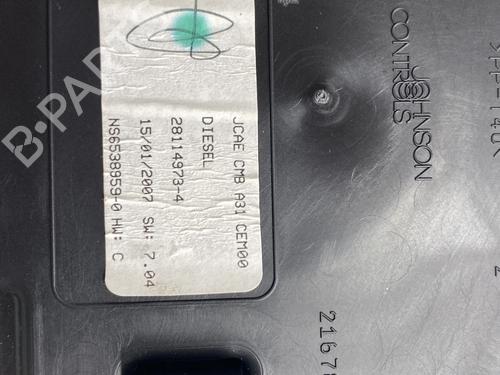 JCAE CMB A31 CEM00
DIESEL
28114973-4
15/01/2007 SW: 7.04
NS6538959-0 HW: C
JOHNSON
CONTROLS
B-PARTS
2
2167